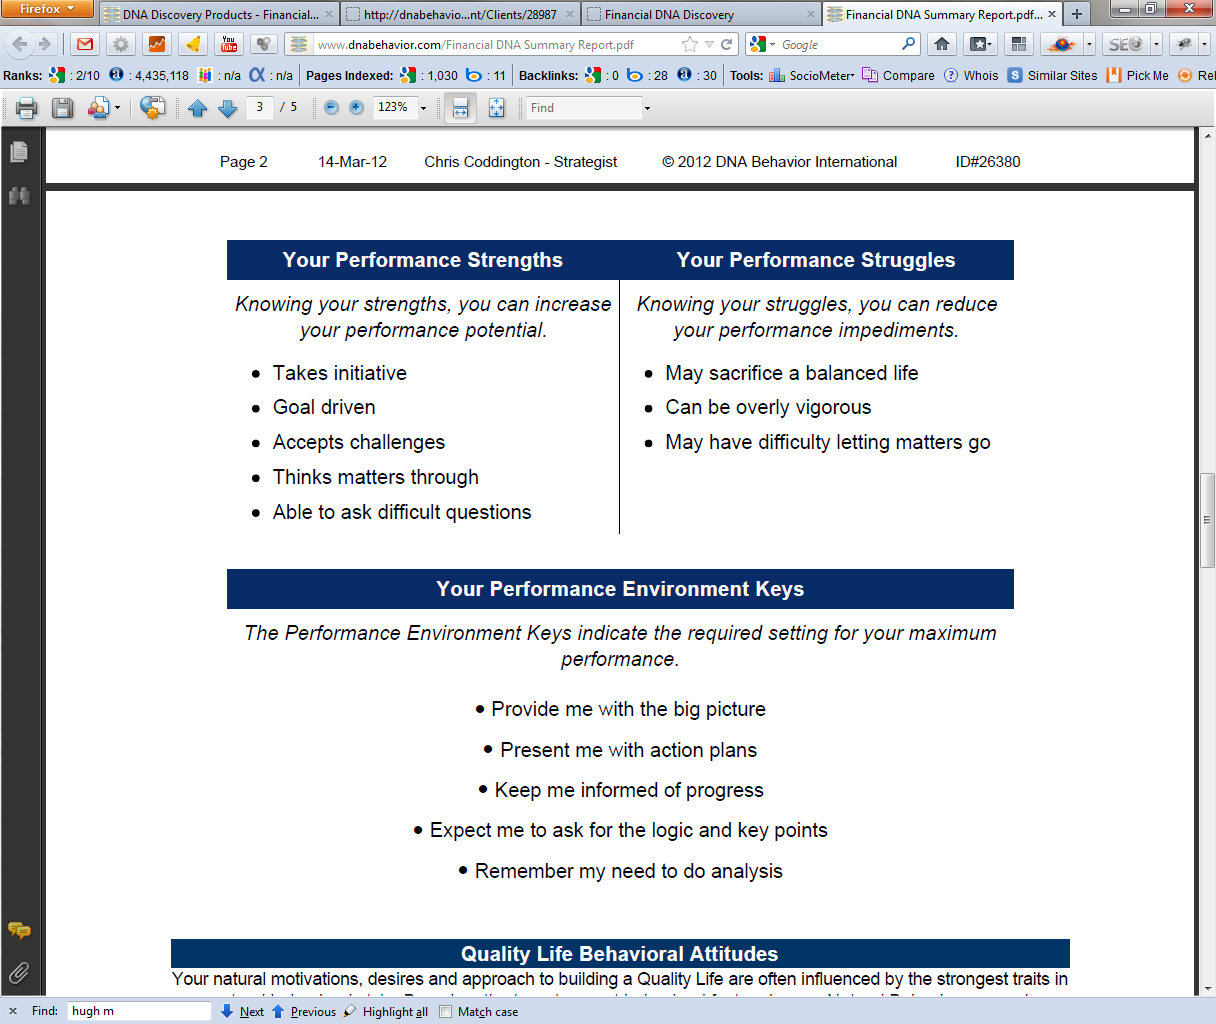 Firefox
DNA Discovery Products - Financial...
http://dnabehavio...nt/Clients/28987
Financial DNA Discovery
Financial DNA Summary Report.pdf...
www.dnabehavior.com/Financial DNA Summary Report.pdf
Google
Ranks: : 2/10 : 4,435,118 : n/a : n/a Pages Indexed: : 1,030 : 11 Backlinks: : 0 : 28 : 30 Tools: SocioMeter Compare Whois Similar Sites Pick Me Rel
3 / 5 123% Find
Page 2 14-Mar-12 Chris Coddington - Strategist © 2012 DNA Behavior International ID#26380
Your Performance Strengths
Knowing your strengths, you can increase
your performance potential.
• Takes initiative
• Goal driven
• Accepts challenges
• Thinks matters through
• Able to ask difficult questions
Your Performance Struggles
Knowing your struggles, you can reduce
your performance impediments.
• May sacrifice a balanced life
• Can be overly vigorous
• May have difficulty letting matters go
Your Performance Environment Keys
The Performance Environment Keys indicate the required setting for your maximum
performance.
• Provide me with the big picture
• Present me with action plans
• Keep me informed of progress
• Expect me to ask for the logic and key points
• Remember my need to do analysis
Quality Life Behavioral Attitudes
Your natural motivations, desires and approach to building a Quality Life are often influenced by the strongest traits in
Find: hugh m Next Previous Highlight all Match case